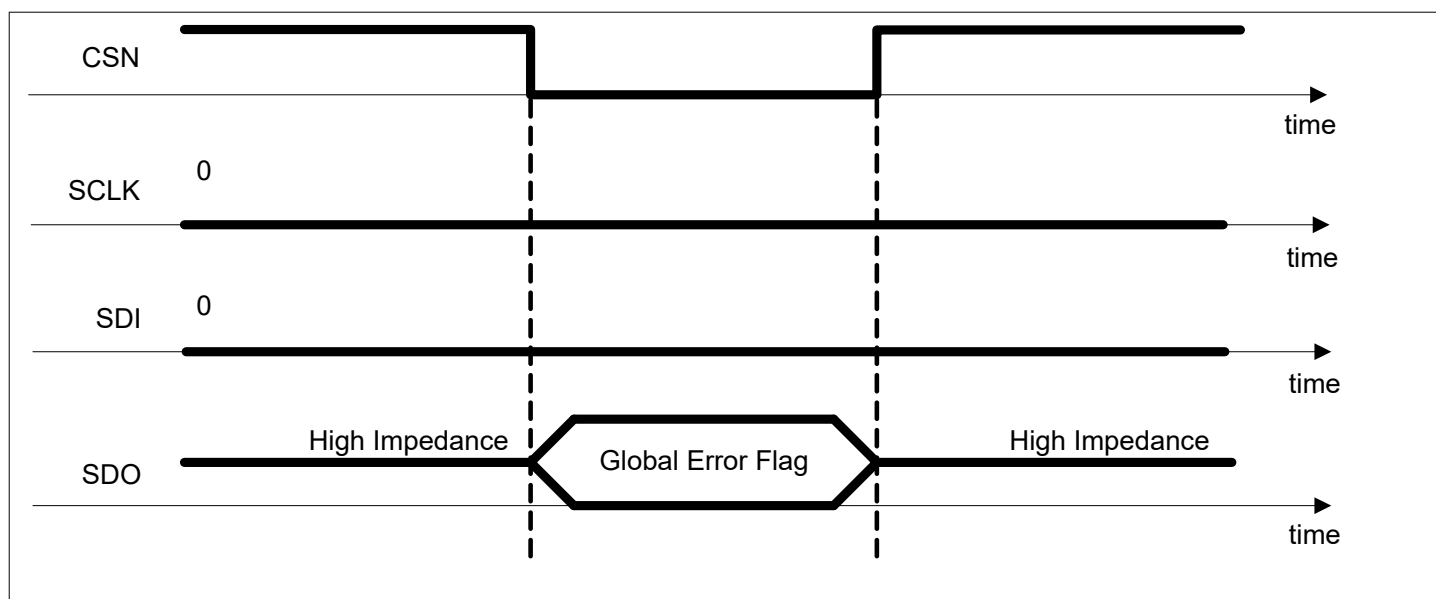 CSN
time
0
SCLK
time
0
SDI
time
High Impedance
Global Error Flag
High Impedance
SDO
time